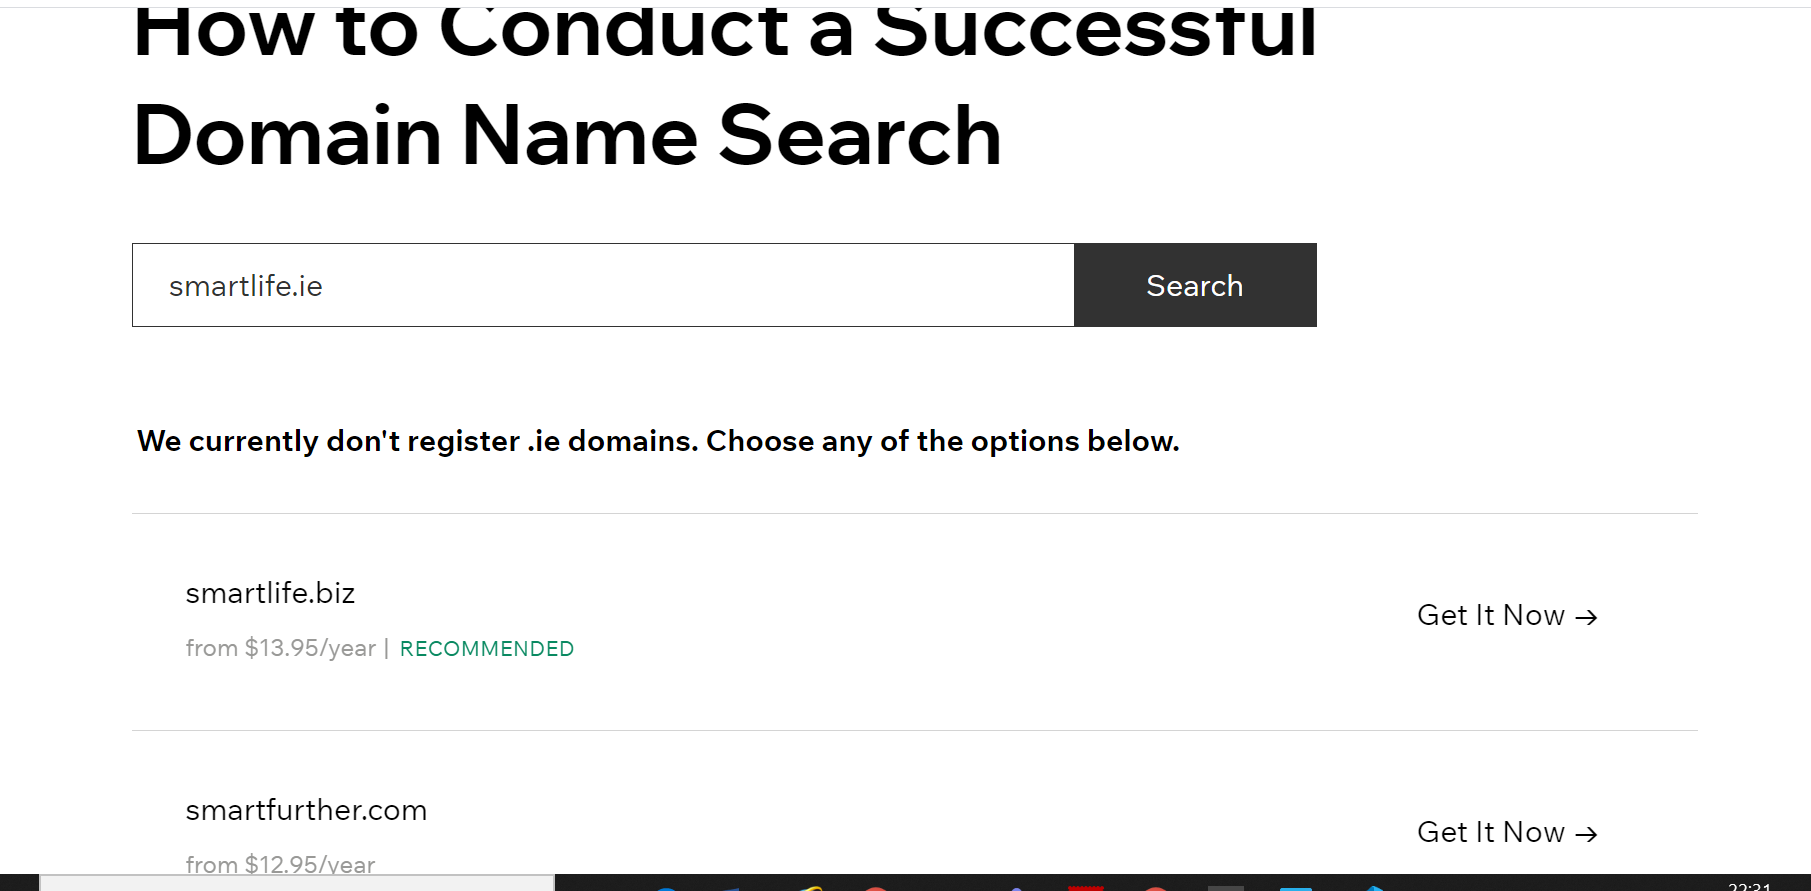 How to Conduct a Successful
Domain Name Search
smartlife.ie
Search
We currently don't register .ie domains. Choose any of the options below.
smartlife.biz
from $13.95/year | RECOMMENDED
Get It Now →
smartfurther.com
from $12.95/year
Get It Now →
22:31